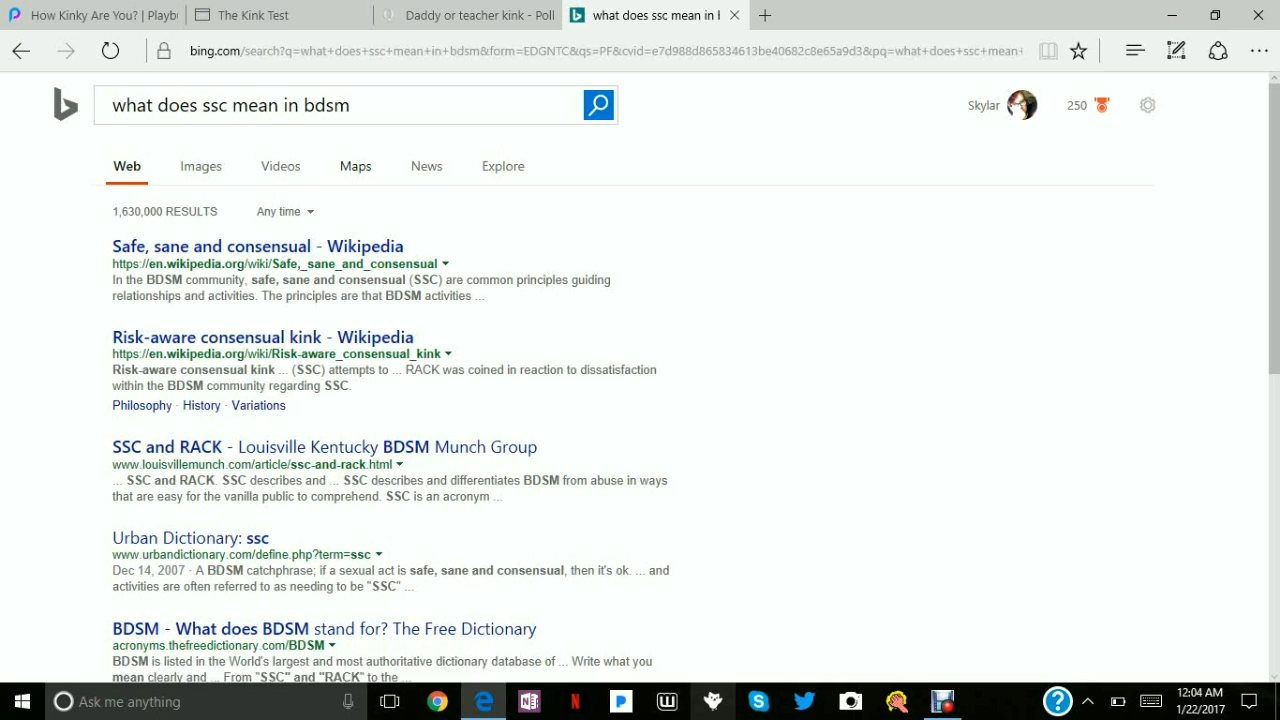 How Kinky Are You? | Playbu
The Kink Test
Daddy or teacher kink - Poll
what does ssc mean in b
bing.com/search?q=what+does+ssc+mean+in+bdsm&form=EDGNTC&qs=PF&cvid=e7d988d865834613be40682c8e65a9d3&pq=what+does+ssc+mean+
what does ssc mean in bdsm
Skylar
250
Web Images Videos Maps News Explore
1,630,000 RESULTS Any time
Safe, sane and consensual - Wikipedia
https://en.wikipedia.org/wiki/Safe,_sane_and_consensual
In the BDSM community, safe, sane and consensual (SSC) are common principles guiding
relationships and activities. The principles are that BDSM activities ...
Risk-aware consensual kink - Wikipedia
https://en.wikipedia.org/wiki/Risk-aware_consensual_kink
Risk-aware consensual kink ... (SSC) attempts to ... RACK was coined in reaction to dissatisfaction
within the BDSM community regarding SSC.
Philosophy · History · Variations
SSC and RACK - Louisville Kentucky BDSM Munch Group
www.louisvillemunch.com/article/ssc-and-rack.html
... SSC and RACK. SSC describes and ... SSC describes and differentiates BDSM from abuse in ways
that are easy for the vanilla public to comprehend. SSC is an acronym ...
Urban Dictionary: ssc
www.urbandictionary.com/define.php?term=ssc
Dec 14, 2007 · A BDSM catchphrase; if a sexual act is safe, sane and consensual, then it's ok. ... and
activities are often referred to as needing to be "SSC" ...
BDSM - What does BDSM stand for? The Free Dictionary
acronyms.thefreedictionary.com/BDSM
BDSM is listed in the World's largest and most authoritative dictionary database of ... Write what you
mean clearly and ... From "SSC" and "RACK" to the ...
Ask me anything
12:04 AM
1/22/2017